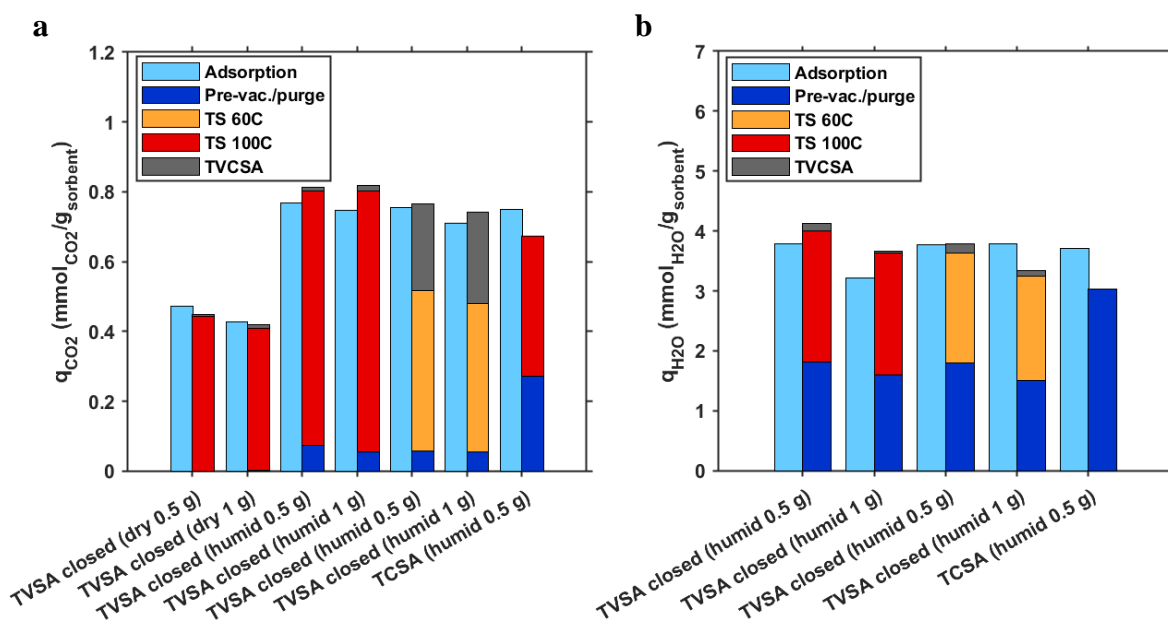 a
q_CO2 (mmol_CO2/g_sorbent)
1.2
1
0.8
0.6
0.4
0.2
0
Adsorption
Pre-vac./purge
TS 60C
TS 100C
TVCSA
TVSA closed (dry 0.5 g)
TVSA closed (dry 1 g)
TVSA closed (humid 0.5 g)
TVSA closed (humid 1 g)
TVSA closed (humid 0.5 g)
TVSA closed (humid 1 g)
TCSA (humid 0.5 g)
b
q_H2O (mmol_H2O/g_sorbent)
7
6
5
4
3
2
1
0
Adsorption
Pre-vac./purge
TS 60C
TS 100C
TVCSA
TVSA closed (humid 0.5 g)
TVSA closed (humid 1 g)
TVSA closed (humid 0.5 g)
TVSA closed (humid 1 g)
TCSA (humid 0.5 g)